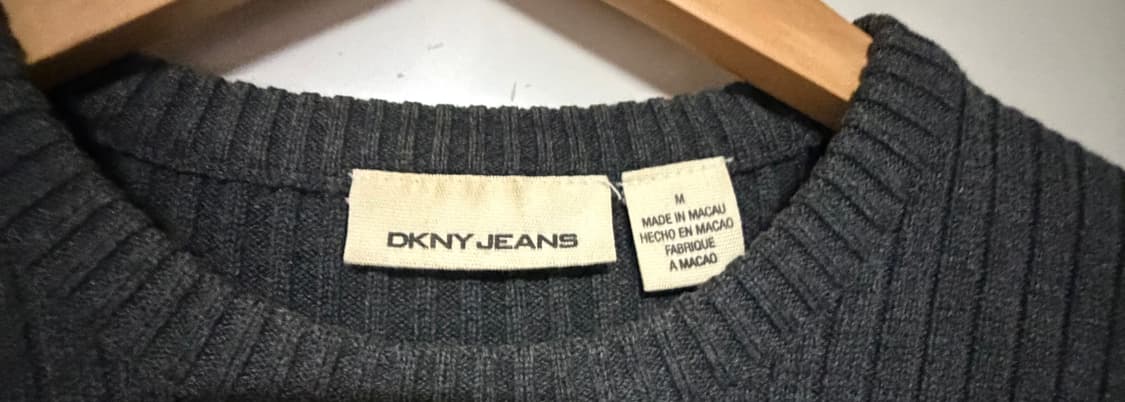 DKNY JEANS
M
MADE IN MACAU
HECHO EN MACAO
FABRIQUE
A MACAO